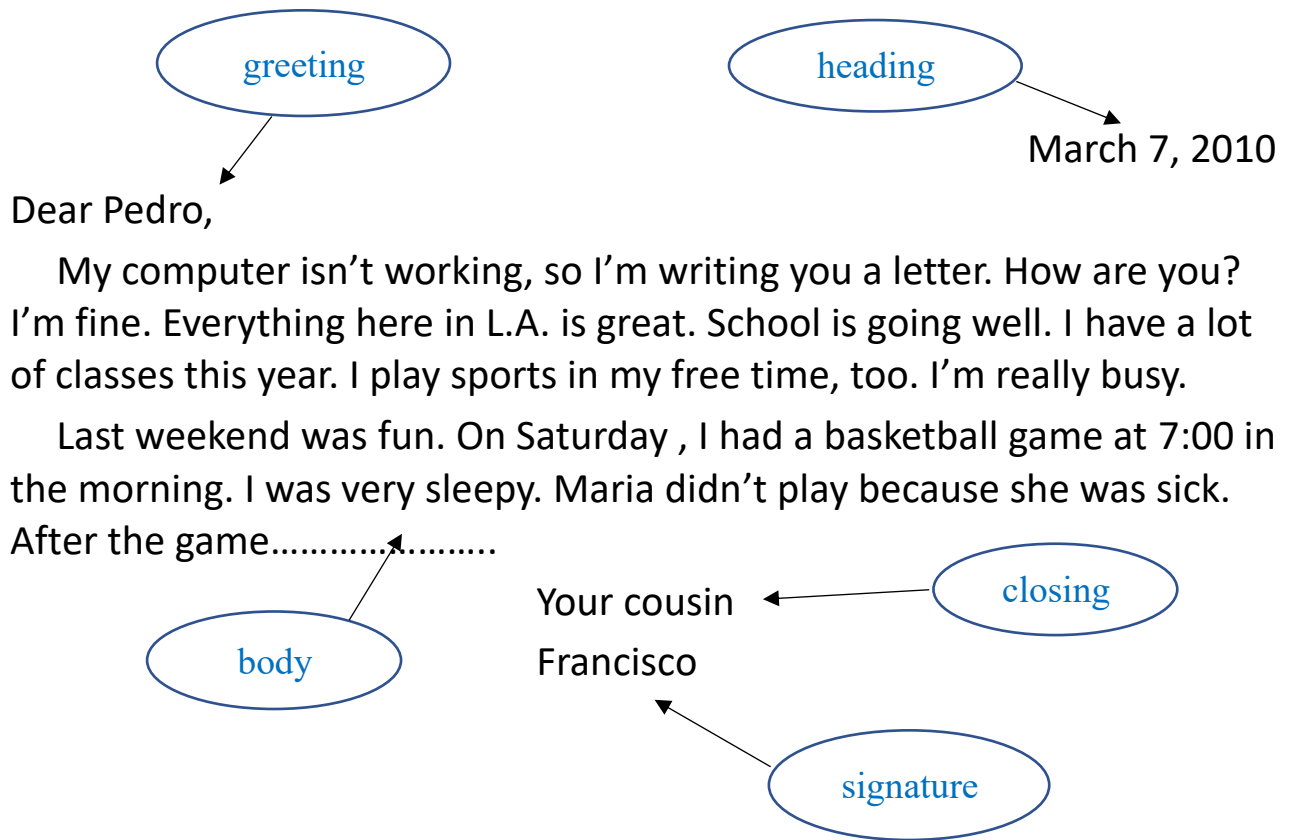 greeting
heading
March 7, 2010
Dear Pedro,
My computer isn’t working, so I’m writing you a letter. How are you?
I’m fine. Everything here in L.A. is great. School is going well. I have a lot
of classes this year. I play sports in my free time, too. I’m really busy.
Last weekend was fun. On Saturday , I had a basketball game at 7:00 in
the morning. I was very sleepy. Maria didn’t play because she was sick.
After the game…………………..
Your cousin
closing
body
Francisco
signature